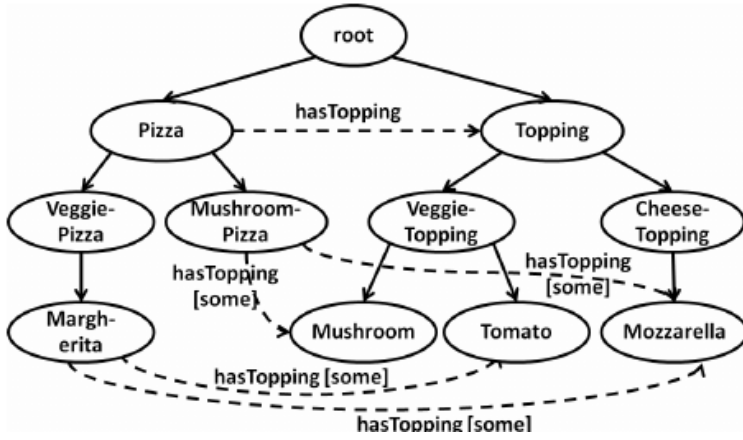 root
hasTopping
Pizza
Topping
Veggie-
Pizza
Mushroom-
Pizza
Veggie-
Topping
Cheese-
Topping
hasTopping
[some]
hasTopping
[some]
Margh-
erita
Mushroom
Tomato
Mozzarella
hasTopping [some]
hasTopping [some]